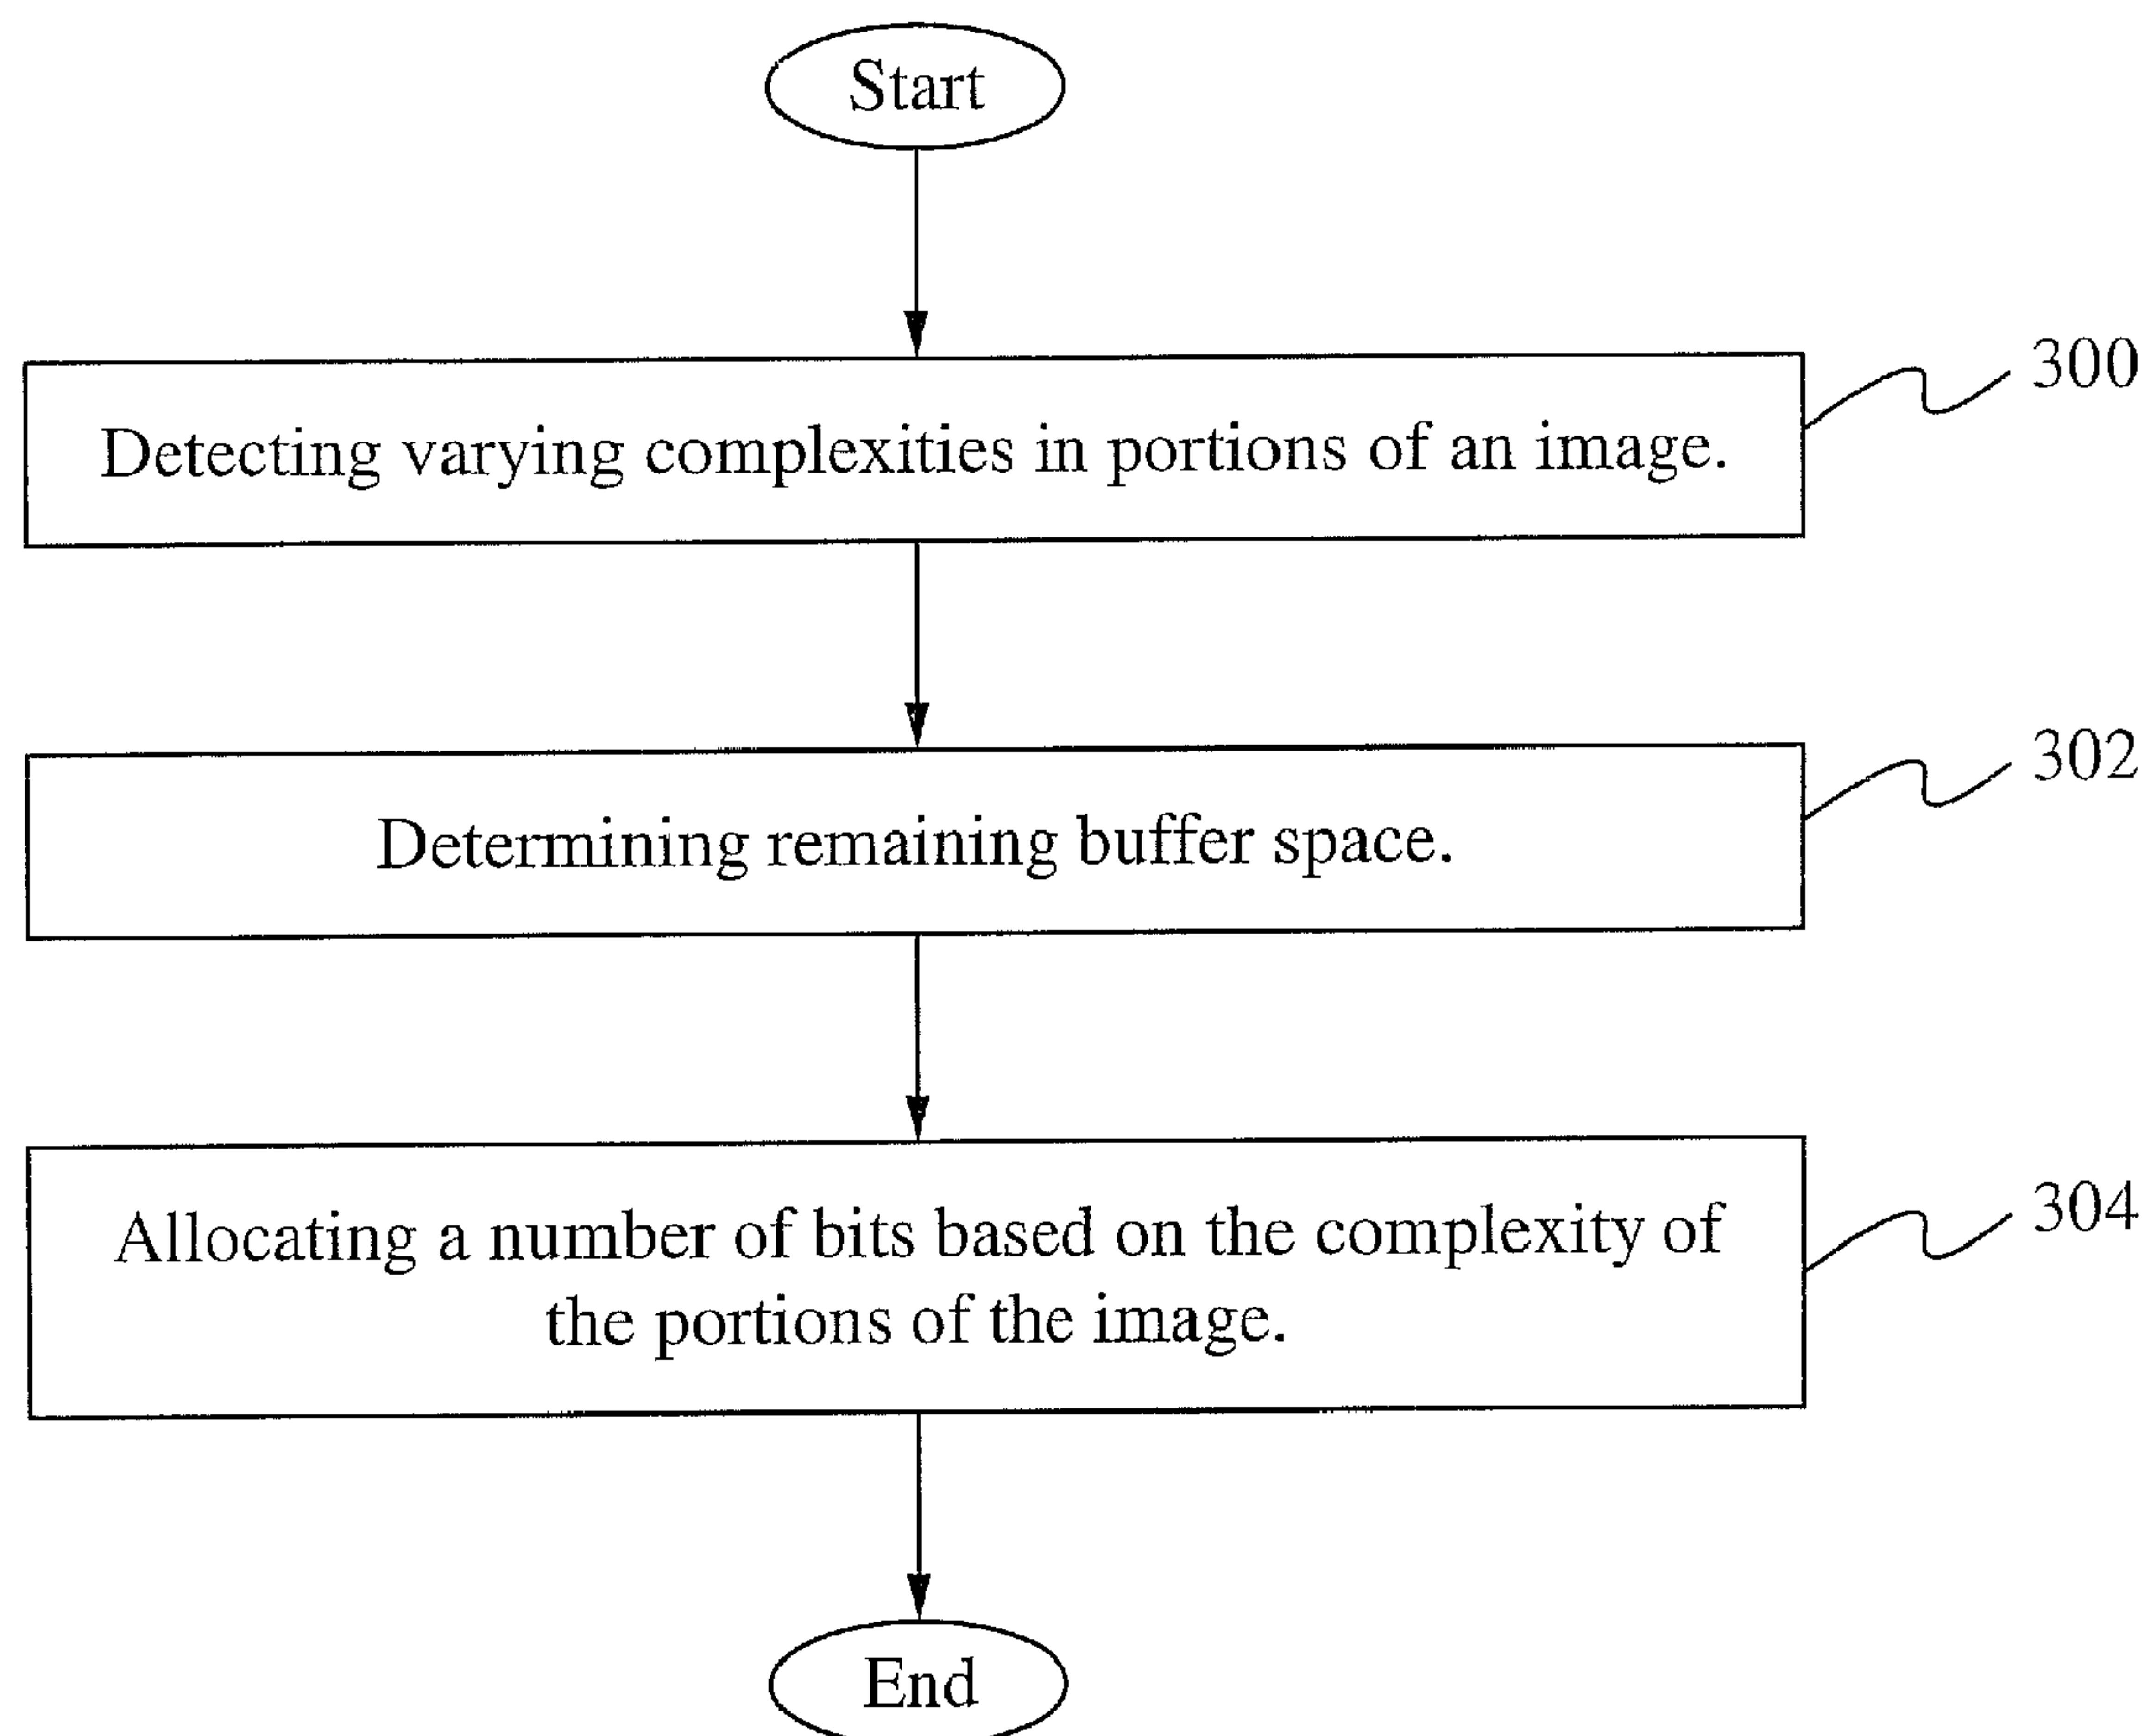 Start
300
Detecting varying complexities in portions of an image.
302
Determining remaining buffer space.
304
Allocating a number of bits based on the complexity of
the portions of the image.
End